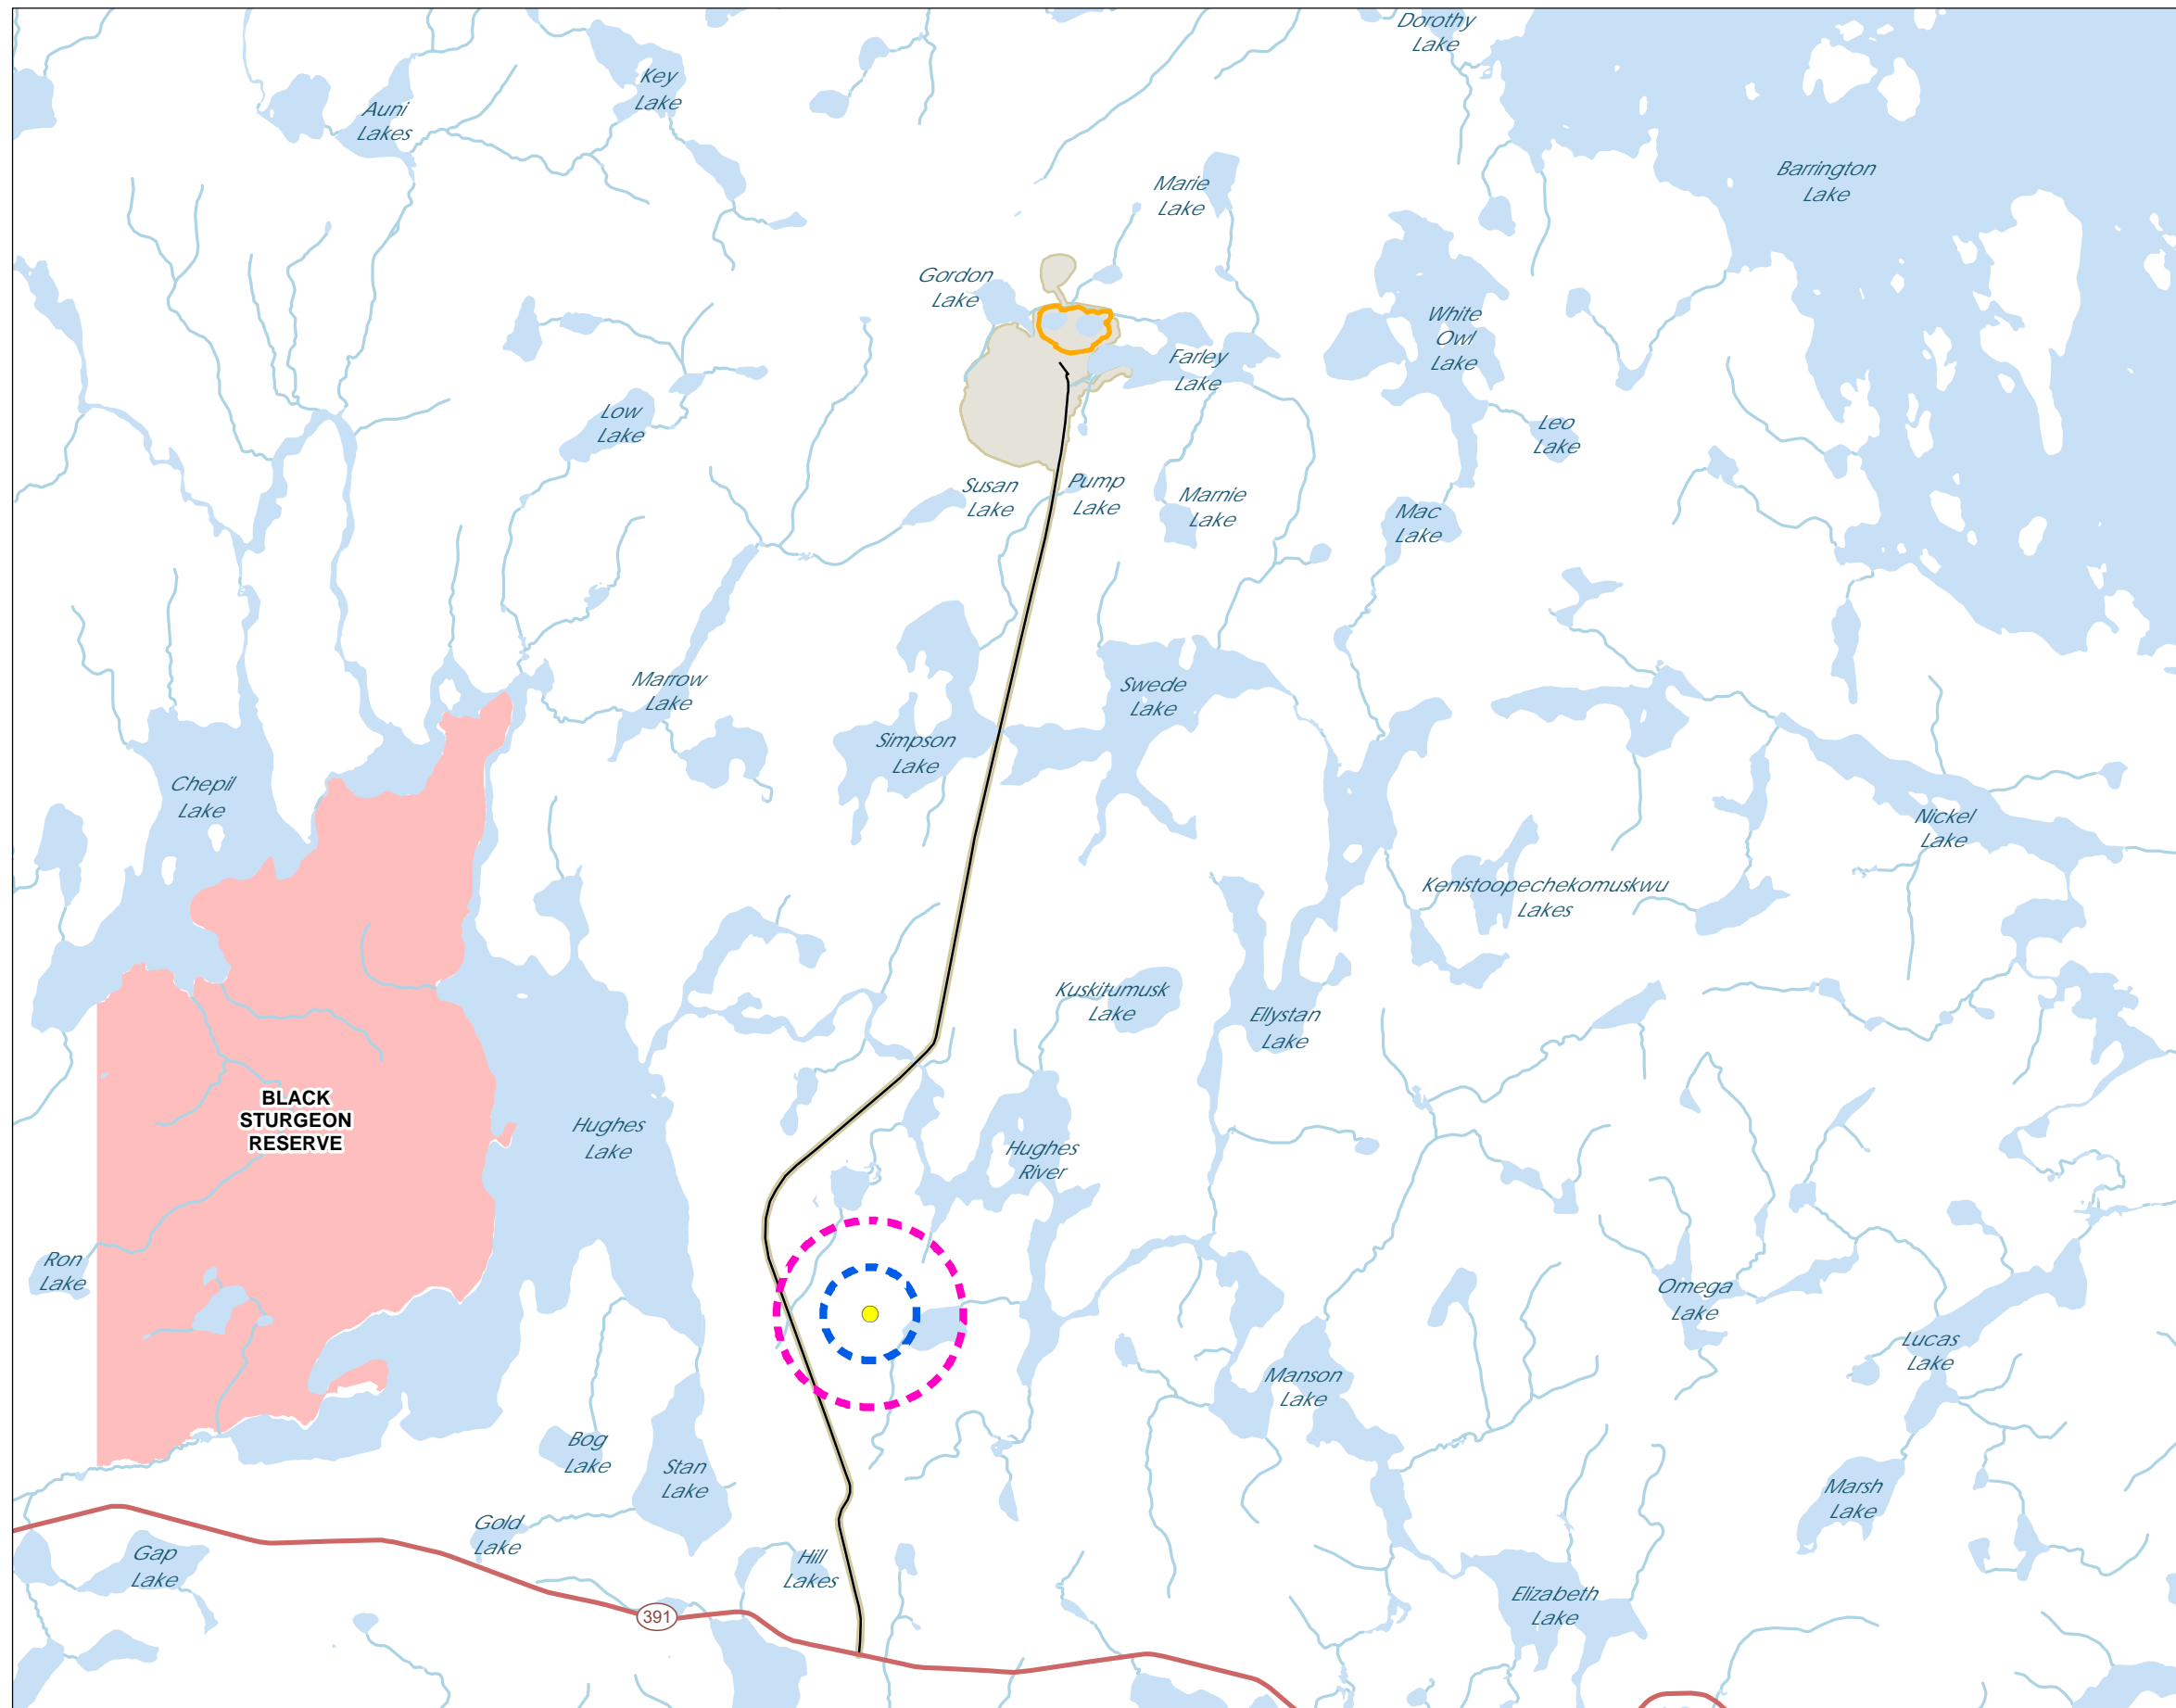 Dorothy
Lake
Key
Lake
Auni
Lakes
Barrington
Lake
Marie
Lake
Gordon
Lake
White
Owl
Lake
Farley
Lake
Low
Lake
Leo
Lake
Susan
Lake
Pump
Lake
Marnie
Lake
Mac
Lake
Marrow
Lake
Swede
Lake
Simpson
Lake
Chepil
Lake
Nickel
Lake
Kenistoopechekomuskwu
Lakes
Kuskitumusk
Lake
Ellystan
Lake
BLACK
STURGEON
RESERVE
Hughes
Lake
Hughes
River
Ron
Lake
Omega
Lake
Lucas
Lake
Manson
Lake
Bog
Lake
Stan
Lake
Marsh
Lake
Gold
Lake
Gap
Lake
Hill
Lakes
Elizabeth
Lake
391